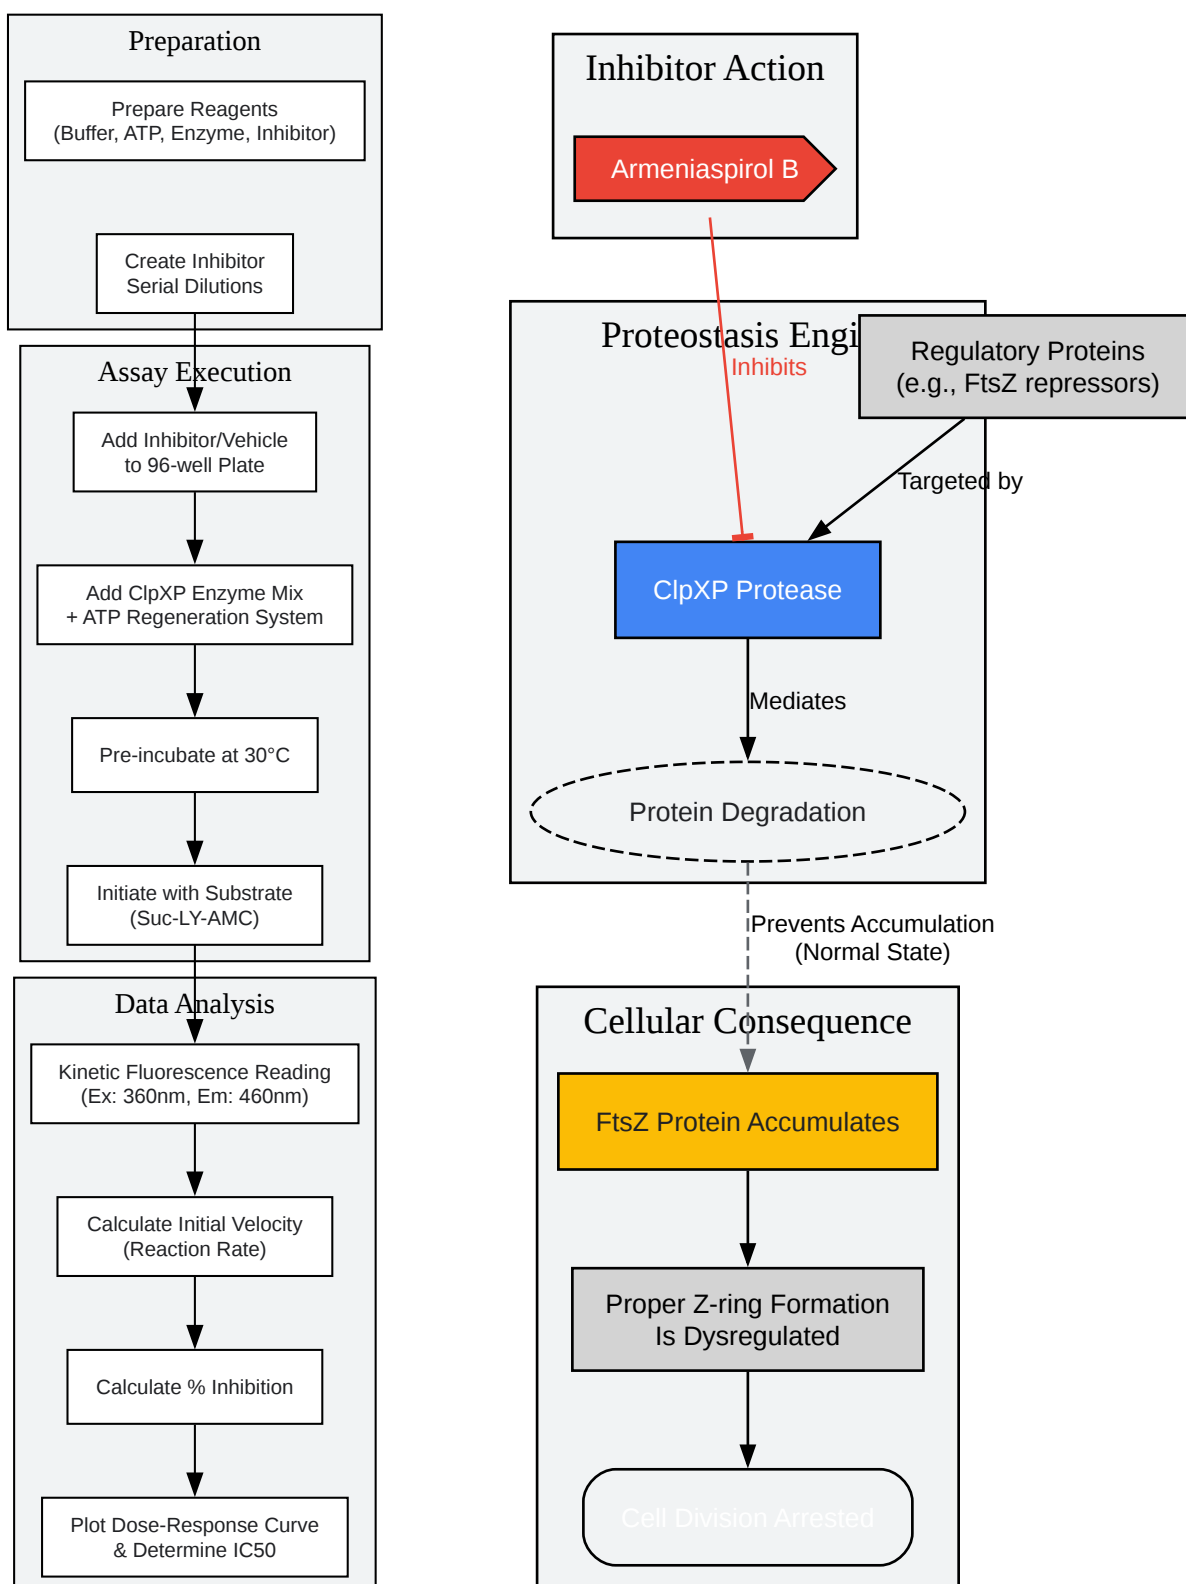 Preparation
Prepare Reagents
(Buffer, ATP, Enzyme, Inhibitor)
Create Inhibitor
Serial Dilutions
Assay Execution
Add Inhibitor/Vehicle
to 96-well Plate
Add ClpXP Enzyme Mix
+ ATP Regeneration System
Pre-incubate at 30°C
Initiate with Substrate
(Suc-LY-AMC)
Data Analysis
Kinetic Fluorescence Reading
(Ex: 360nm, Em: 460nm)
Calculate Initial Velocity
(Reaction Rate)
Calculate % Inhibition
Plot Dose-Response Curve
& Determine IC50
Inhibitor Action
Armeniaspirol B
Proteostasis Engi
Inhibits
Regulatory Proteins
(e.g., FtsZ repressors)
Targeted by
ClpXP Protease
Mediates
Protein Degradation
Prevents Accumulation
(Normal State)
Cellular Consequence
FtsZ Protein Accumulates
Proper Z-ring Formation
Is Dysregulated
Cell Division Arrested